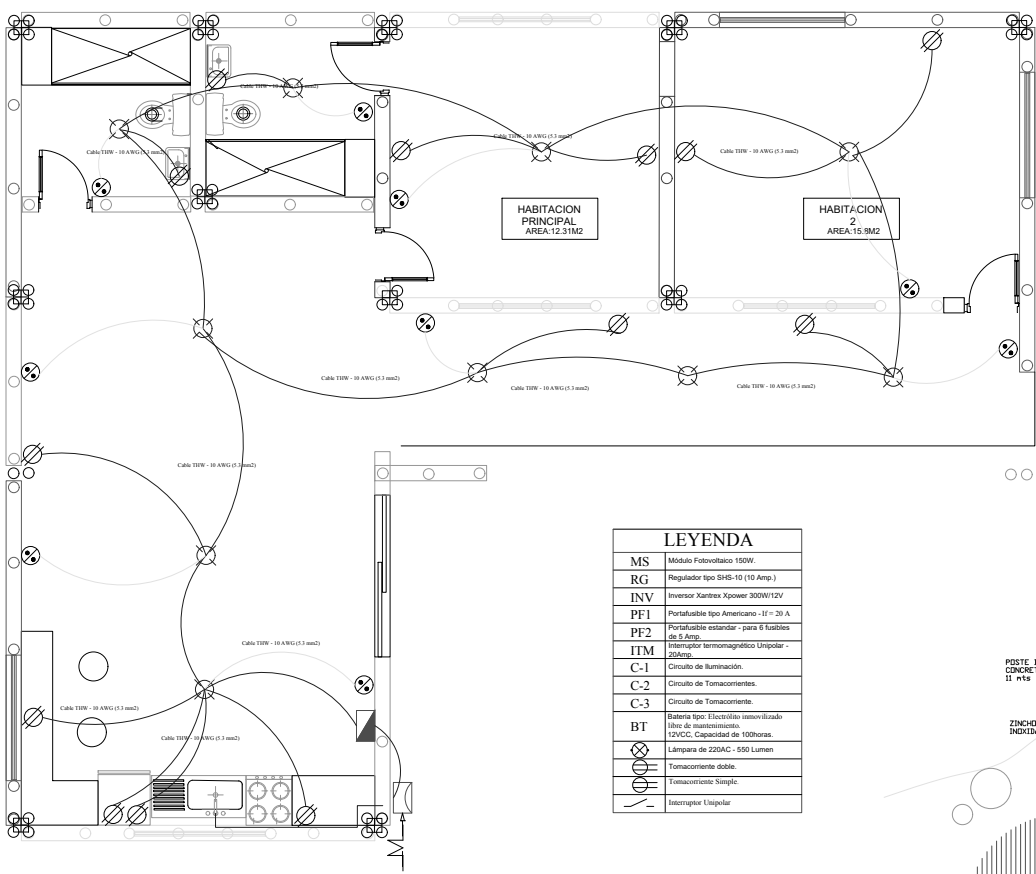 Cable THW - 10 AWG (5.3 mm2)
Cable THW - 10 AWG (5.3 mm2)
Cable THW - 10 AWG (5.3 mm2)
Cable THW - 10 AWG (5.3 mm2)
HABITACION
PRINCIPAL
AREA:12.31M2
HABITACION
2
AREA:15.8M2
Cable THW - 10 AWG (5.3 mm2)
Cable THW - 10 AWG (5.3 mm2)
Cable THW - 10 AWG (5.3 mm2)
Cable THW - 10 AWG (5.3 mm2)
Cable THW - 10 AWG (5.3 mm2)
Cable THW - 10 AWG (5.3 mm2)
Cable THW - 10 AWG (5.3 mm2)
M
LEYENDA
MS Módulo Fotovoltaico 150W.
RG Regulador tipo SHS-10 (10 Amp.)
INV Inversor Xantrex Xpower 300W/12V
PF1 Portafusible tipo Americano - If = 20 A
PF2 Portafusible estandar - para 6 fusibles
de 5 Amp.
ITM Interruptor termomagnético Unipolar -
20Amp.
C-1 Circuito de Iluminación.
C-2 Circuito de Tomacorrientes.
C-3 Circuito de Tomacorriente.
BT Bateria tipo: Electrólito inmovilizado
libre de mantenimiento.
12VCC, Capacidad de 100horas.
Lámpara de 220AC - 550 Lumen
Tomacorriente doble.
Tomacorriente Simple.
Interruptor Unipolar
POSTE
CONCRET
11 mts
ZINCHO
INOXIDA